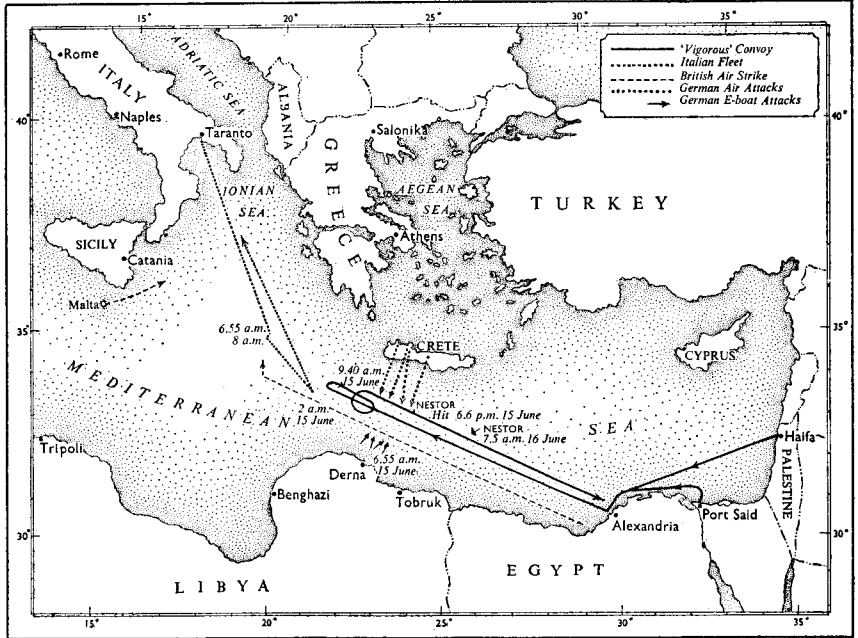 15°
20°
25°
30°
35°
'Vigorous' Convoy
Italian Fleet
British Air Strike
German Air Attacks
German E-boat Attacks
Rome
ITALY
ADRIATIC SEA
ALBANIA
Naples
Taranto
Salonika
40°
40°
GREECE
IONIAN
SEA
AEGEAN
SEA
TURKEY
Athens
SICILY
Catania
Malta
6.55 a.m.
8 a.m.
35°
35°
CRETE
CYPRUS
9.40 a.m.
15 June
MEDITERRANEAN
SEA
2 a.m.
15 June
NESTOR
Hit 6.6 p.m. 15 June
NESTOR
7.5 a.m. 16 June
6.55 a.m.
15 June
Haifa
PALESTINE
Tripoli
Derna
Benghazi
Tobruk
Alexandria
Port Said
30°
30°
LIBYA
EGYPT
15°
20°
25°
30°
35°